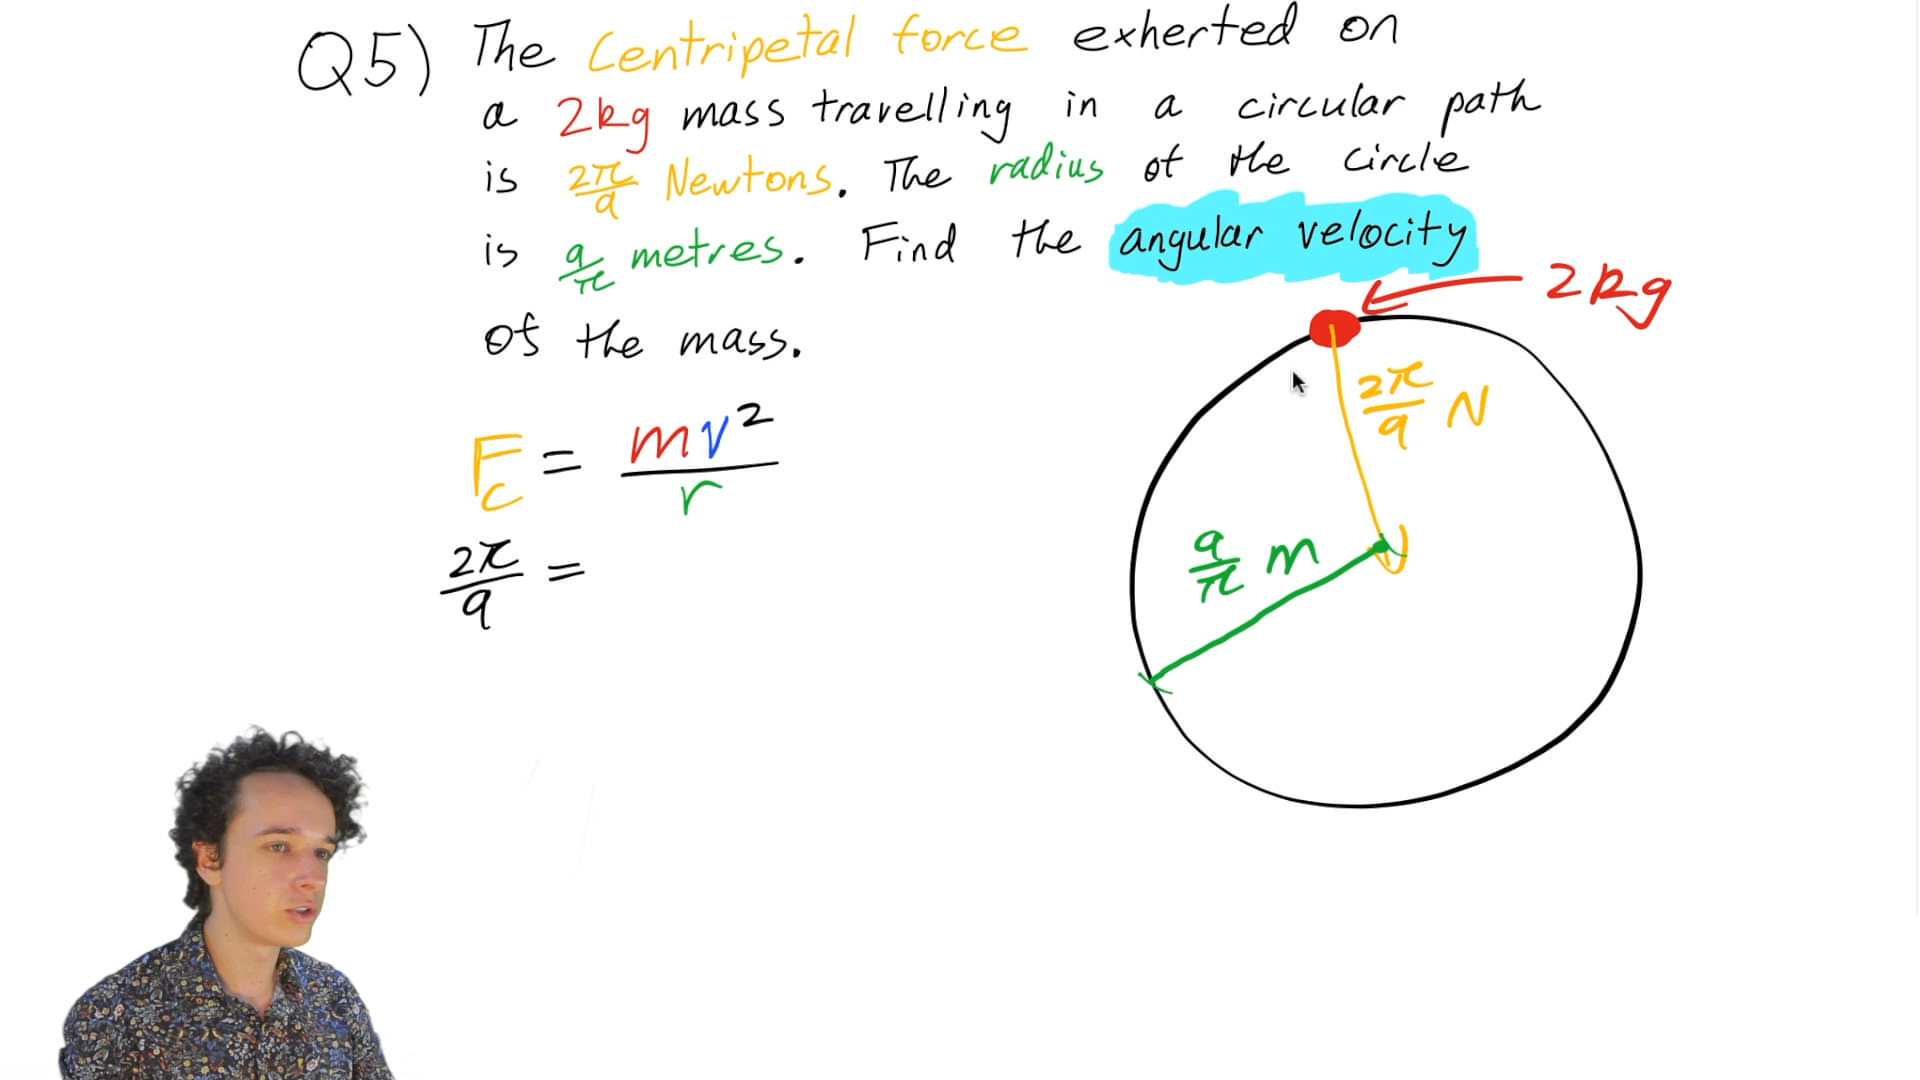 Q5) The Centripetal force exherted on
a 2kg mass travelling in a circular path
is 2π/9 Newtons. The radius of the circle
is 9/π metres. Find the angular velocity
of the mass.
2kg
2π/9 N
9/π m
Fc = mv²/r
2π/9 =